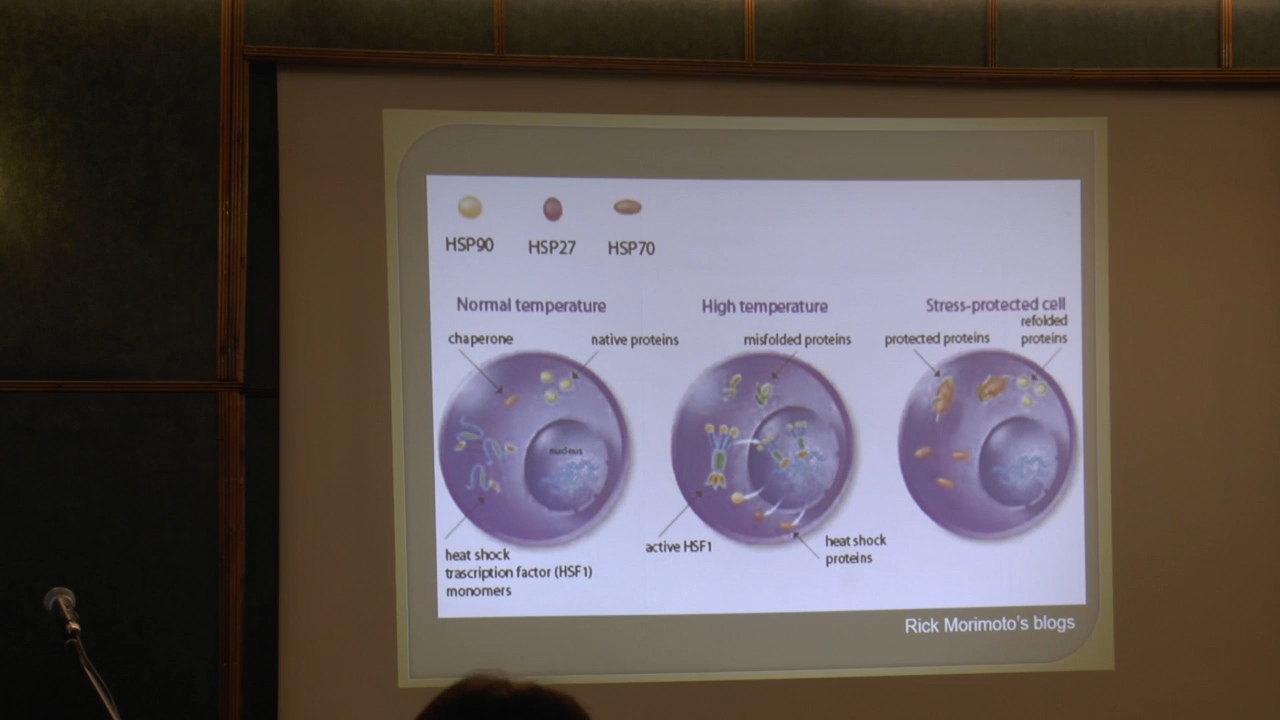 HSP90
HSP27
HSP70
Normal temperature
High temperature
Stress-protected cell
chaperone
native proteins
misfolded proteins
protected proteins
refolded
proteins
nucleus
active HSF1
heat shock
proteins
heat shock
trascription factor (HSF1)
monomers
Rick Morimoto's blogs